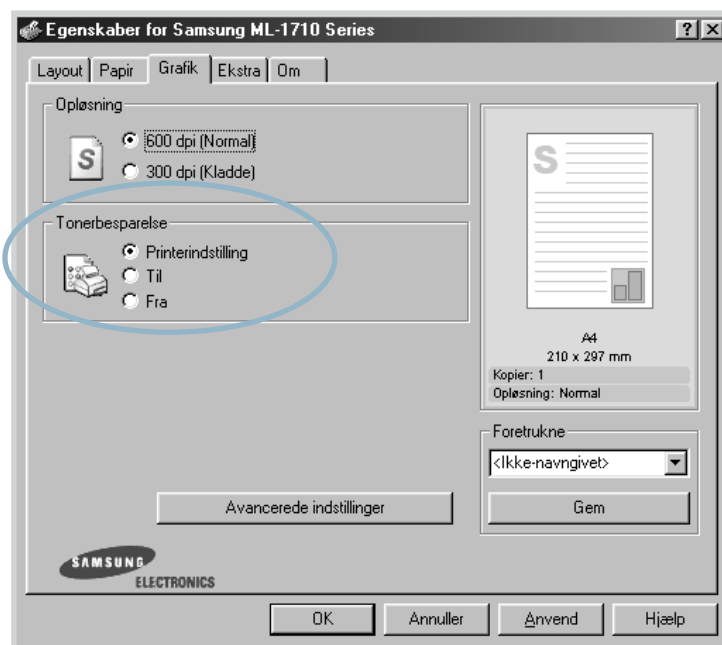 Egenskaber for Samsung ML-1710 Series
Layout Papir Grafik Ekstra Om
Opløsning
S
600 dpi (Normal)
300 dpi (Kladde)
Tonerbesparelse
Printerindstilling
Til
Fra
S
A4
210 x 297 mm
Kopier: 1
Opløsning: Normal
Foretrukne
<Ikke-navngivet>
Avancerede indstillinger
Gem
SAMSUNG
ELECTRONICS
OK Annuller Anvend Hjælp